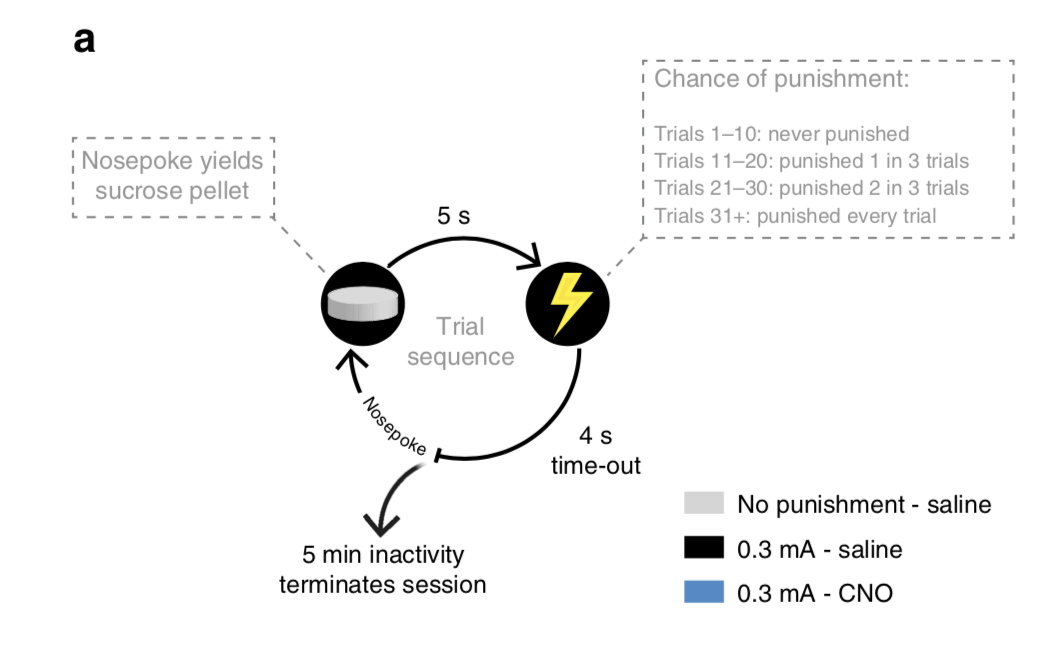 a
Nosepoke yields
sucrose pellet
Chance of punishment:
Trials 1–10: never punished
Trials 11–20: punished 1 in 3 trials
Trials 21–30: punished 2 in 3 trials
Trials 31+: punished every trial
5 s
Trial
sequence
Nosepoke
4 s
time-out
5 min inactivity
terminates session
No punishment - saline
0.3 mA - saline
0.3 mA - CNO